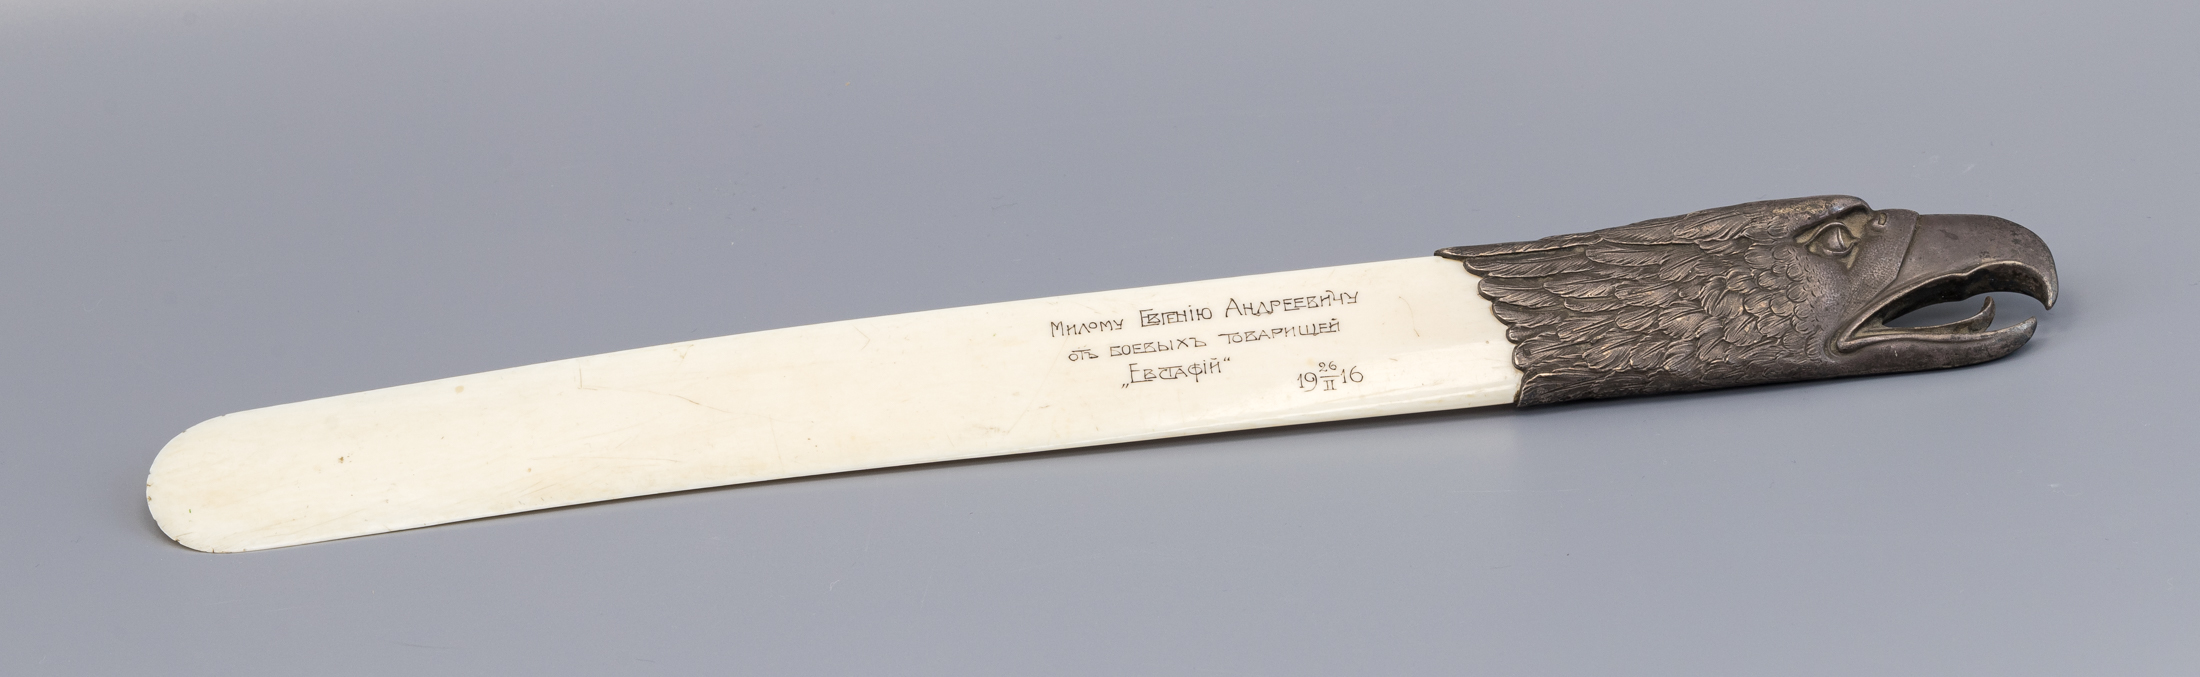 Милому Евгенію Андреевичу
отъ боевыхъ товарищей
„Евстафій“
19 26/II 16